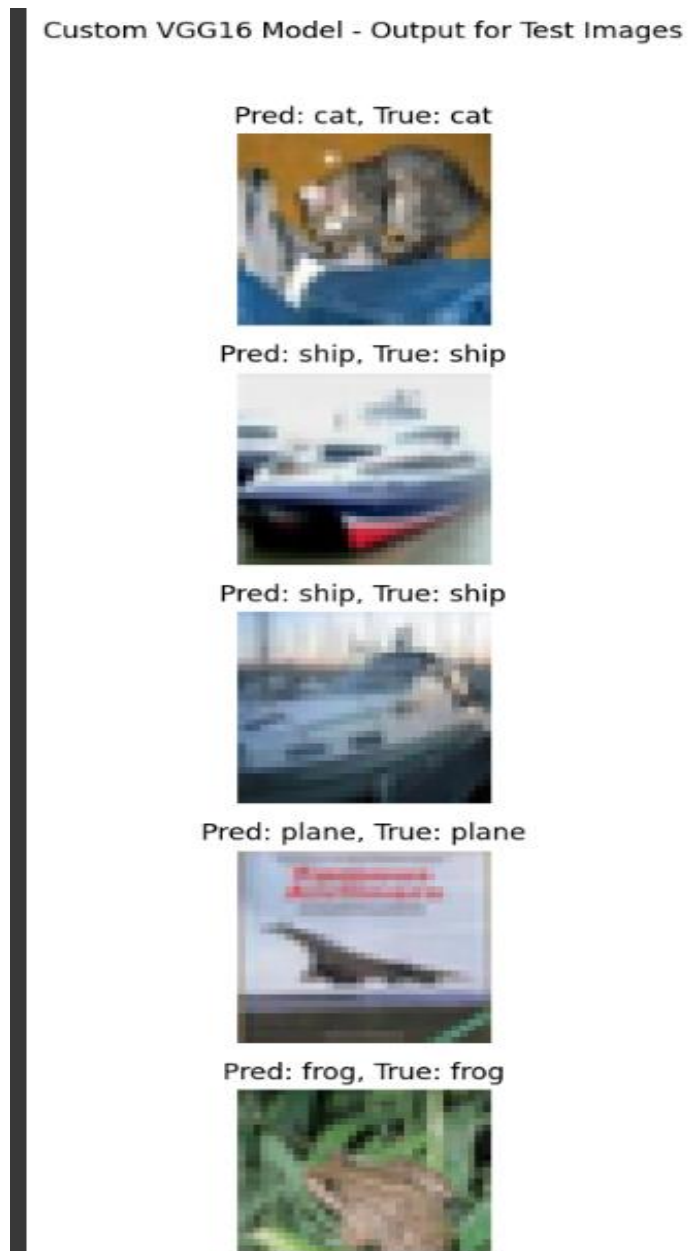 Custom VGG16 Model - Output for Test Images
Pred: cat, True: cat
Pred: ship, True: ship
Pred: ship, True: ship
Pred: plane, True: plane
Pred: frog, True: frog